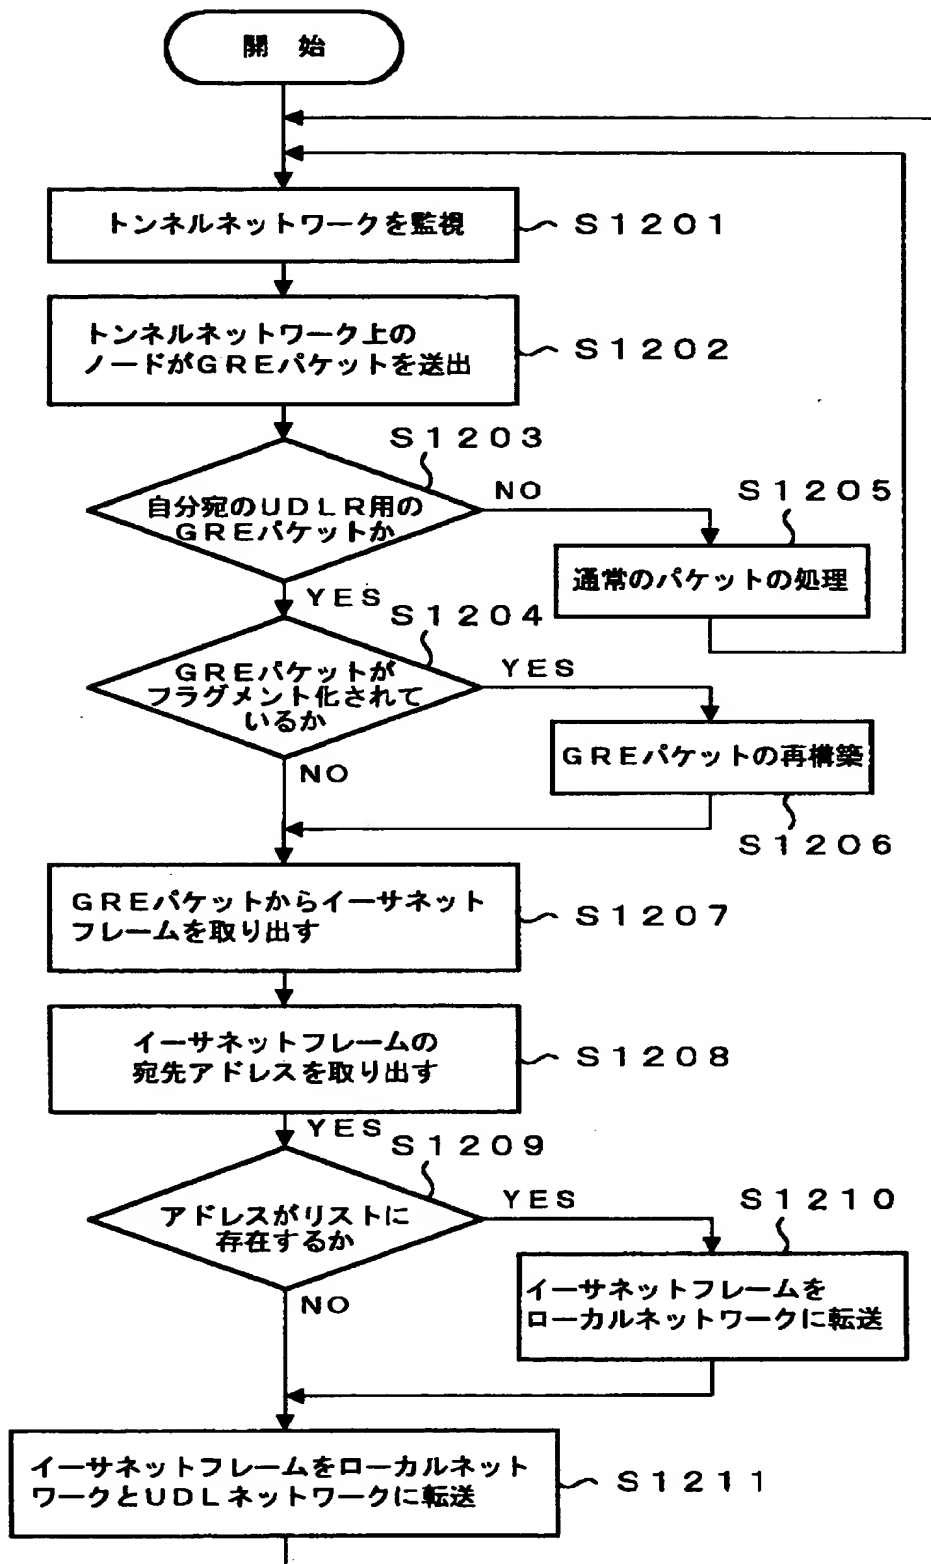 開 始
トンネルネットワークを監視
S1201
トンネルネットワーク上の
ノードがGREパケットを送出
S1202
S1203
自分宛のUDLR用の
GREパケットか
NO
S1205
通常のパケットの処理
YES
S1204
GREパケットが
フラグメント化されて
いるか
YES
GREパケットの再構築
NO
S1206
GREパケットからイーサネット
フレームを取り出す
S1207
イーサネットフレームの
宛先アドレスを取り出す
S1208
YES
S1209
アドレスがリストに
存在するか
YES
S1210
イーサネットフレームを
ローカルネットワークに転送
NO
イーサネットフレームをローカルネット
ワークとUDLネットワークに転送
S1211